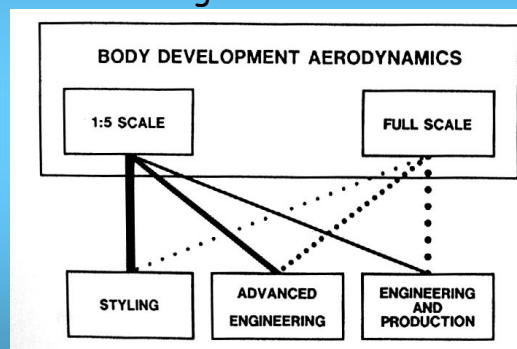 BODY DEVELOPMENT AERODYNAMICS
1:5 SCALE
FULL SCALE
STYLING
ADVANCED
ENGINEERING
ENGINEERING
AND
PRODUCTION